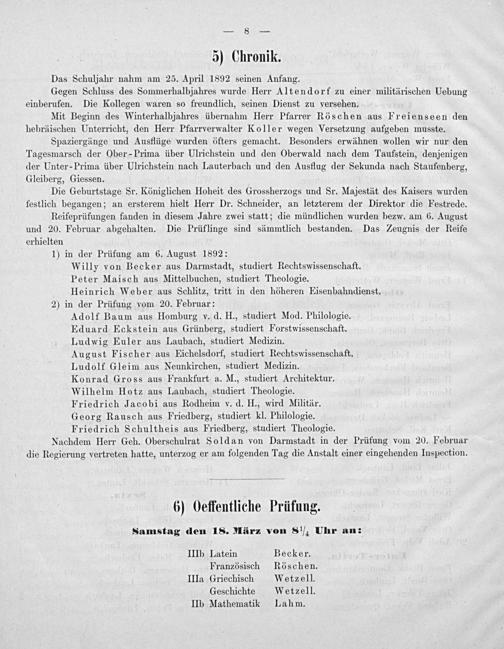 — 8 —
5) Chronik.
Das Schuljahr nahm am 25. April 1892 seinen Anfang.
Gegen Schluss des Sommerhalbjahres wurde Herr Altendorf zu einer militärischen Uebung
einberufen. Die Kollegen waren so freundlich, seinen Dienst zu versehen.
Mit Beginn des Winterhalbjahres übernahm Herr Pfarrer Röschen aus Freienseen den
hebräischen Unterricht, den Herr Pfarrverwalter Koller wegen Versetzung aufgeben musste.
Spaziergänge und Ausflüge wurden öfters gemacht. Besonders erwähnen wollen wir nur den
Tagesmarsch der Ober-Prima über Ulrichstein und den Oberwald nach dem Taufstein, denjenigen
der Unter-Prima über Ulrichstein nach Lauterbach und den Ausflug der Sekunda nach Staufenberg,
Gleiberg, Giessen.
Die Geburtstage Sr. Königlichen Hoheit des Grossherzogs und Sr. Majestät des Kaisers wurden
festlich begangen; an ersterem hielt Herr Dr. Schneider, an letzterem der Direktor die Festrede.
Reifeprüfungen fanden in diesem Jahre zwei statt; die mündlichen wurden bezw. am 6. August
und 20. Februar abgehalten. Die Prüflinge sind sämmtlich bestanden. Das Zeugnis der Reife
erhielten
1) in der Prüfung am 6. August 1892:
Willy von Becker aus Darmstadt, studiert Rechtswissenschaft.
Peter Maisch aus Mittelbuchen, studiert Theologie.
Heinrich Weber aus Schlitz, tritt in den höheren Eisenbahndienst.
2) in der Prüfung vom 20. Februar:
Adolf Baum aus Homburg v. d. H., studiert Mod. Philologie.
Eduard Eckstein aus Grünberg, studiert Forstwissenschaft.
Ludwig Euler aus Laubach, studiert Medizin.
August Fischer aus Eichelsdorf, studiert Rechtswissenschaft.
Ludolf Gleim aus Neunkirchen, studiert Medizin.
Konrad Gross aus Frankfurt a. M., studiert Architektur.
Wilhelm Hotz aus Laubach, studiert Theologie.
Friedrich Jacobi aus Rodheim v. d. H., wird Militär.
Georg Rausch aus Friedberg, studiert kl. Philologie.
Friedrich Schultheis aus Friedberg, studiert Theologie.
Nachdem Herr Geh. Oberschulrat Soldan von Darmstadt in der Prüfung vom 20. Februar
die Regierung vertreten hatte, unterzog er am folgenden Tag die Anstalt einer eingehenden Inspection.
6) Oeffentliche Prüfung.
Samstag den 18. März von 8¼ Uhr an:
IIIb Latein Becker.
Französisch Röschen.
IIIa Griechisch Wetzell.
Geschichte Wetzell.
IIb Mathematik Lahm.